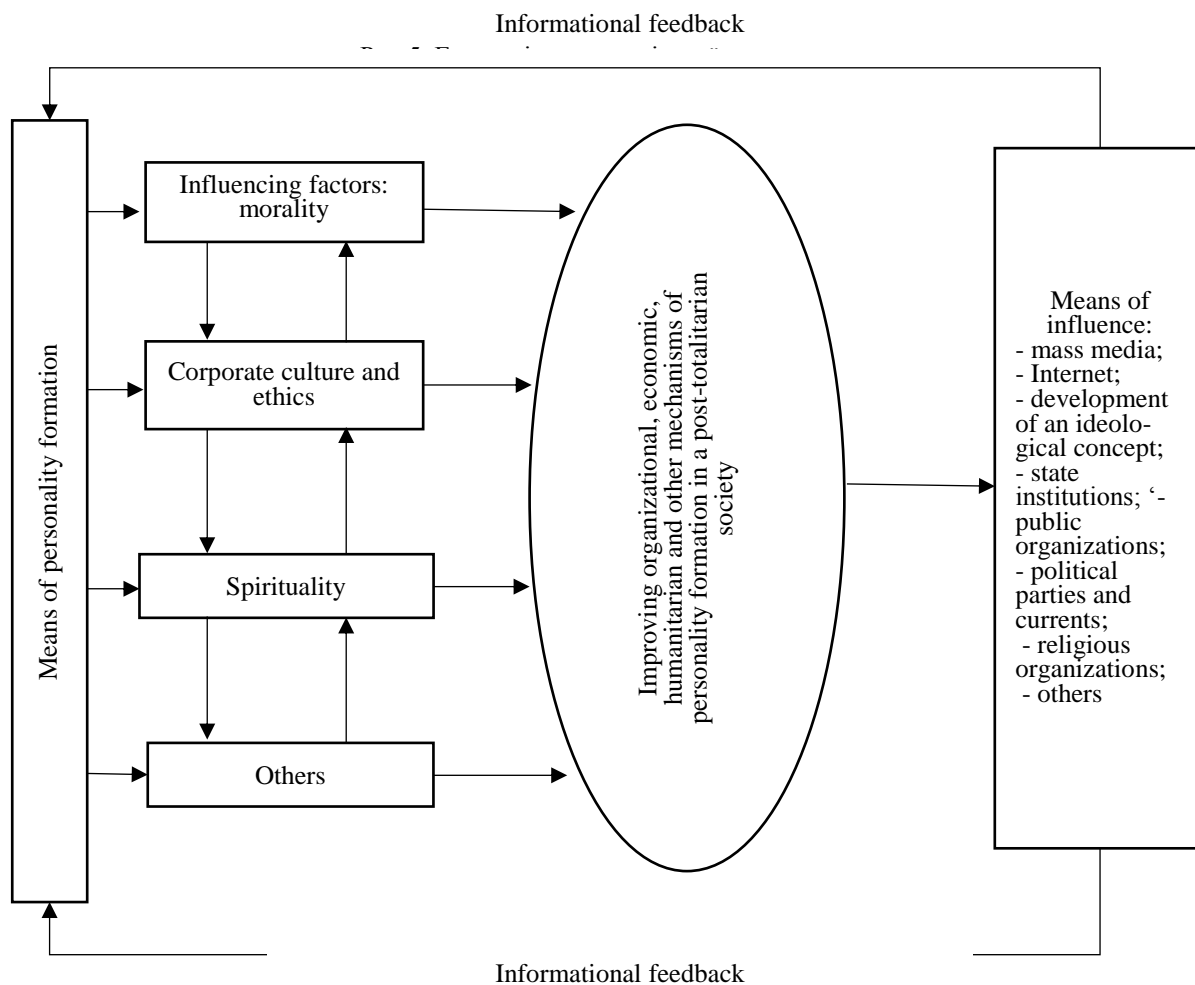 Informational feedback
Means of personality formation
Influencing factors:
morality
Corporate culture and
ethics
Spirituality
Others
Improving organizational, economic,
humanitarian and other mechanisms of
personality formation in a post-totalitarian
society
Means of
influence:
- mass media;
- Internet;
- development
of an ideolo-
gical concept;
- state
institutions; ‘-
public
organizations;
- political
parties and
currents;
- religious
organizations;
- others
Informational feedback